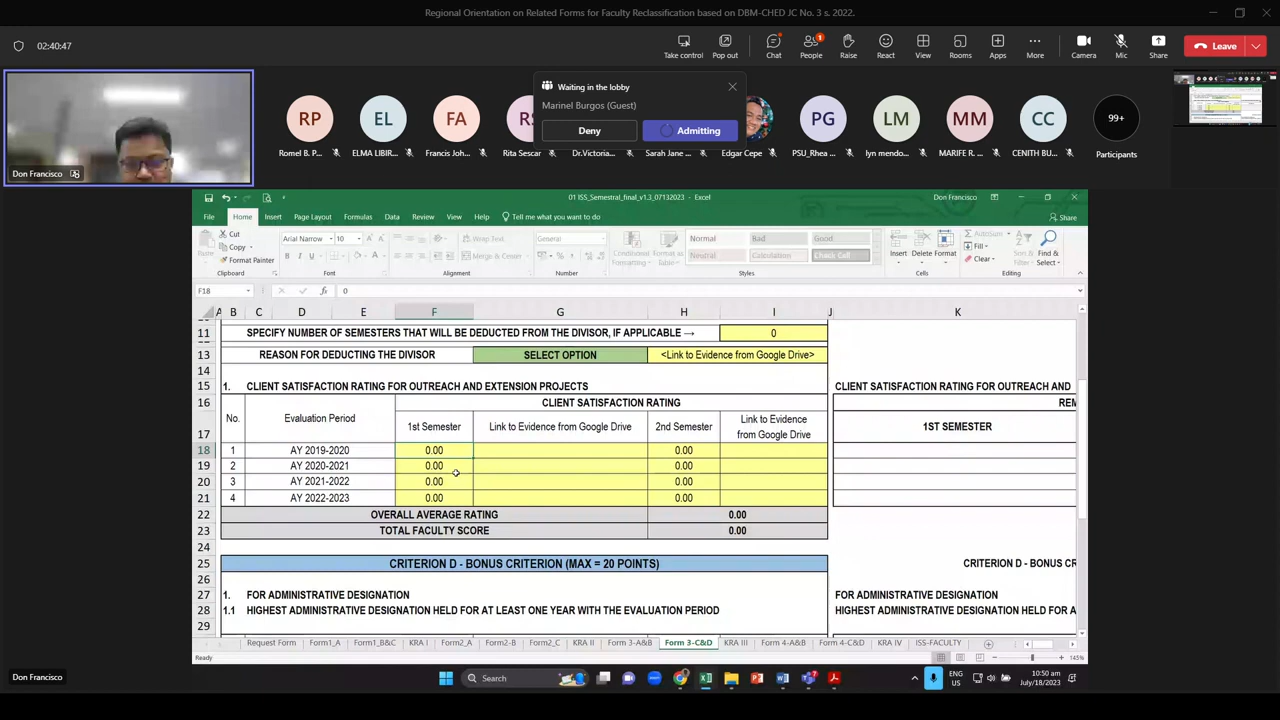 Regional Orientation on Related Forms for Faculty Reclassification based on DBM-CHED JC No. 3 s. 2022.
02:40:47
Take control
Pop out
Chat
1
People
Raise
React
View
Rooms
Apps
More
Camera
Mic
Share
Leave
Waiting in the lobby
Marinel Burgos (Guest)
Deny
Admitting
RP
EL
FA
PG
LM
MM
CC
99+
Don Francisco
Romel B. P...
ELMA LIBIR...
Francis Joh...
Rita Sescar
Dr.Victoria...
Sarah Jane ...
Edgar Cepe
PSU_Rhea ...
lyn mendo...
MARIFE R. ...
CENITH BU...
Participants
01 ISS_Semestral_final_v1.3_07132023 - Excel
Don Francisco
File
Home
Insert
Page Layout
Formulas
Data
Review
View
Help
Tell me what you want to do
Share
Paste
Cut
Copy
Format Painter
Clipboard
Arial Narrow
10
B I U
Font
Wrap Text
Merge & Center
Alignment
General
Number
Conditional Formatting
Format as Table
Normal
Bad
Good
Neutral
Calculation
Check Cell
Styles
Insert
Delete
Format
Cells
AutoSum
Fill
Clear
Sort & Filter
Find & Select
Editing
F18
fx
0
A B C D E F G H I J K
11 SPECIFY NUMBER OF SEMESTERS THAT WILL BE DEDUCTED FROM THE DIVISOR, IF APPLICABLE → 0
13 REASON FOR DEDUCTING THE DIVISOR SELECT OPTION <Link to Evidence from Google Drive>
14
15 1. CLIENT SATISFACTION RATING FOR OUTREACH AND EXTENSION PROJECTS CLIENT SATISFACTION RATING FOR OUTREACH AND
16 CLIENT SATISFACTION RATING REM
17 No. Evaluation Period 1st Semester Link to Evidence from Google Drive 2nd Semester Link to Evidence from Google Drive 1ST SEMESTER
18 1 AY 2019-2020 0.00 0.00
19 2 AY 2020-2021 0.00 0.00
20 3 AY 2021-2022 0.00 0.00
21 4 AY 2022-2023 0.00 0.00
22 OVERALL AVERAGE RATING 0.00
23 TOTAL FACULTY SCORE 0.00
24
25 CRITERION D - BONUS CRITERION (MAX = 20 POINTS) CRITERION D - BONUS CR
26
27 1. FOR ADMINISTRATIVE DESIGNATION FOR ADMINISTRATIVE DESIGNATION
28 1.1 HIGHEST ADMINISTRATIVE DESIGNATION HELD FOR AT LEAST ONE YEAR WITH THE EVALUATION PERIOD HIGHEST ADMINISTRATIVE DESIGNATION HELD FOR A
29
Request Form
Form1_A
Form1_B&C
KRA I
Form2_A
Form2-B
Form2_C
KRA II
Form 3-A&B
Form 3-C&D
KRA III
Form 4-A&B
Form 4-C&D
KRA IV
ISS-FACULTY
Ready
145%
Don Francisco
Search
ENG
US
10:50 am
July/18/2023